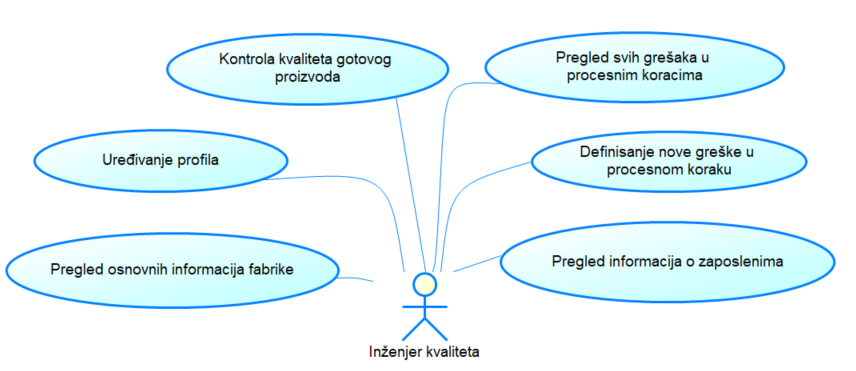 Kontrola kvaliteta gotovog
proizvoda
Pregled svih grešaka u
procesnim koracima
Uređivanje profila
Definisanje nove greške u
procesnom koraku
Pregled osnovnih informacija fabrike
Pregled informacija o zaposlenima
Inženjer kvaliteta